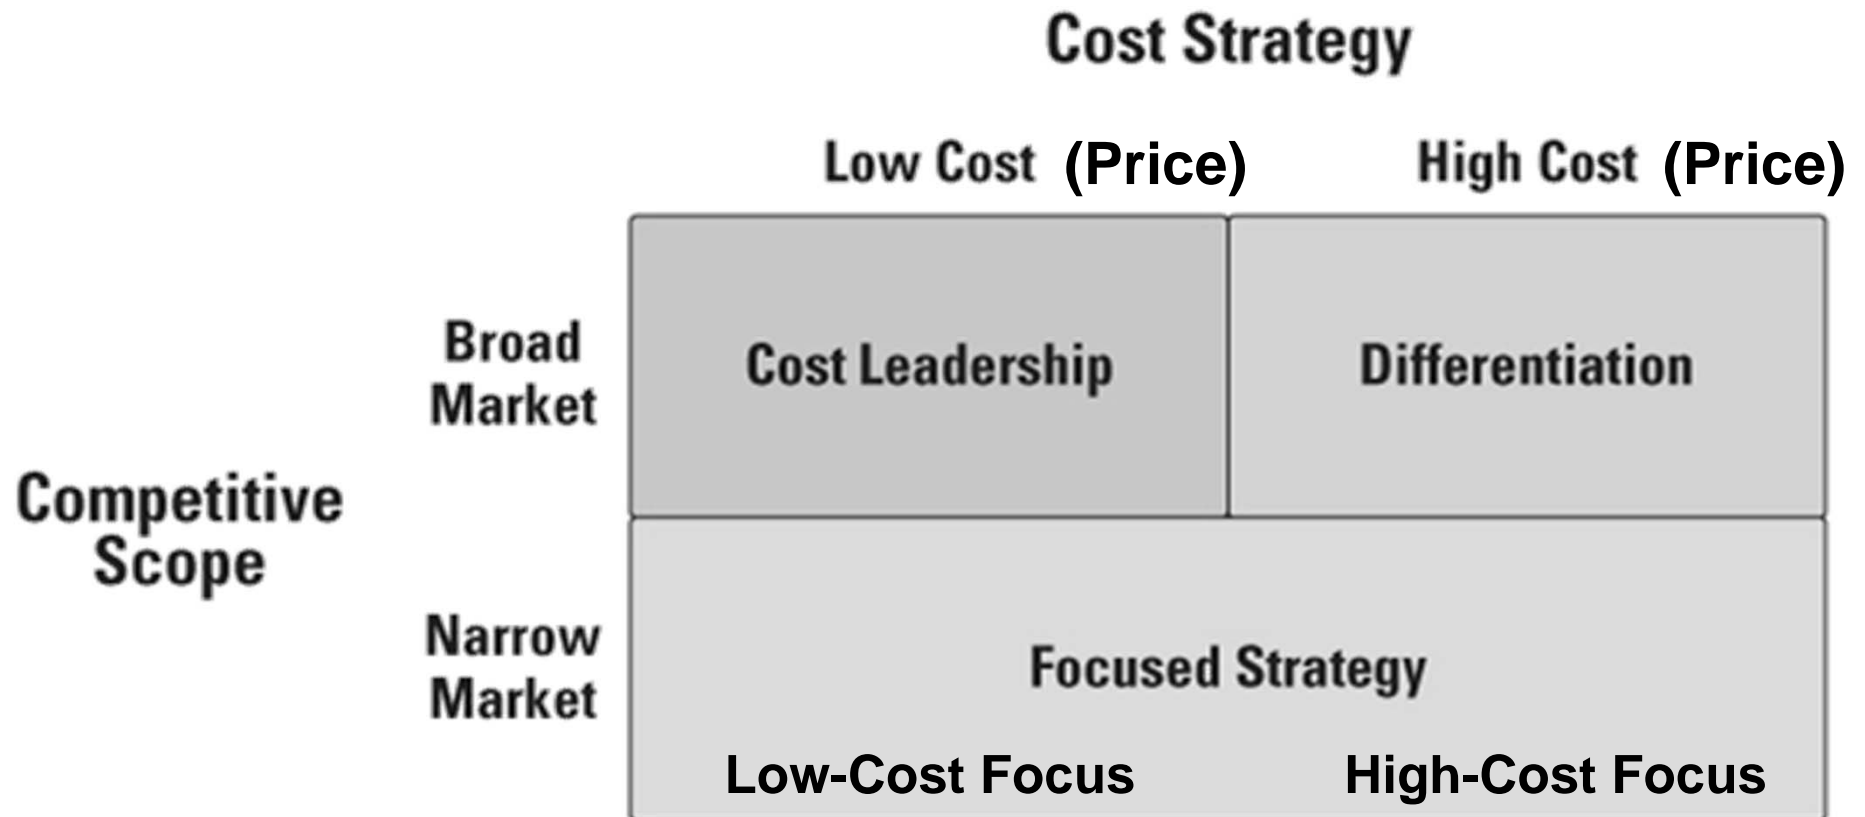 Cost Strategy
Low Cost (Price) High Cost (Price)
Broad
Market
Cost Leadership
Differentiation
Competitive
Scope
Narrow
Market
Focused Strategy
Low-Cost Focus
High-Cost Focus